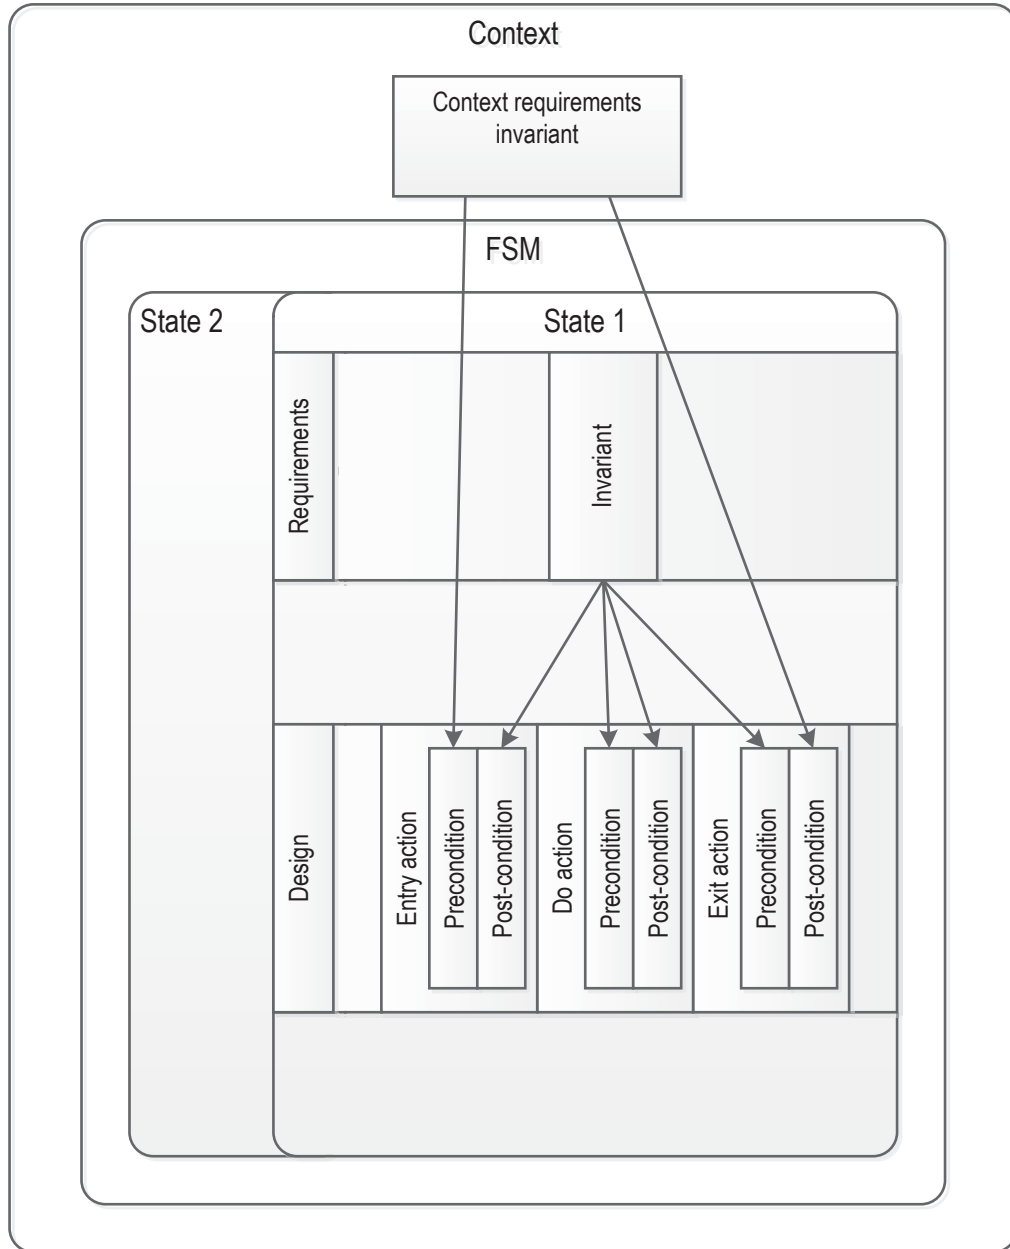 Context
Context requirements
invariant
FSM
State 2
State 1
Requirements
Invariant
Design
Entry action
Precondition
Post-condition
Do action
Precondition
Post-condition
Exit action
Precondition
Post-condition